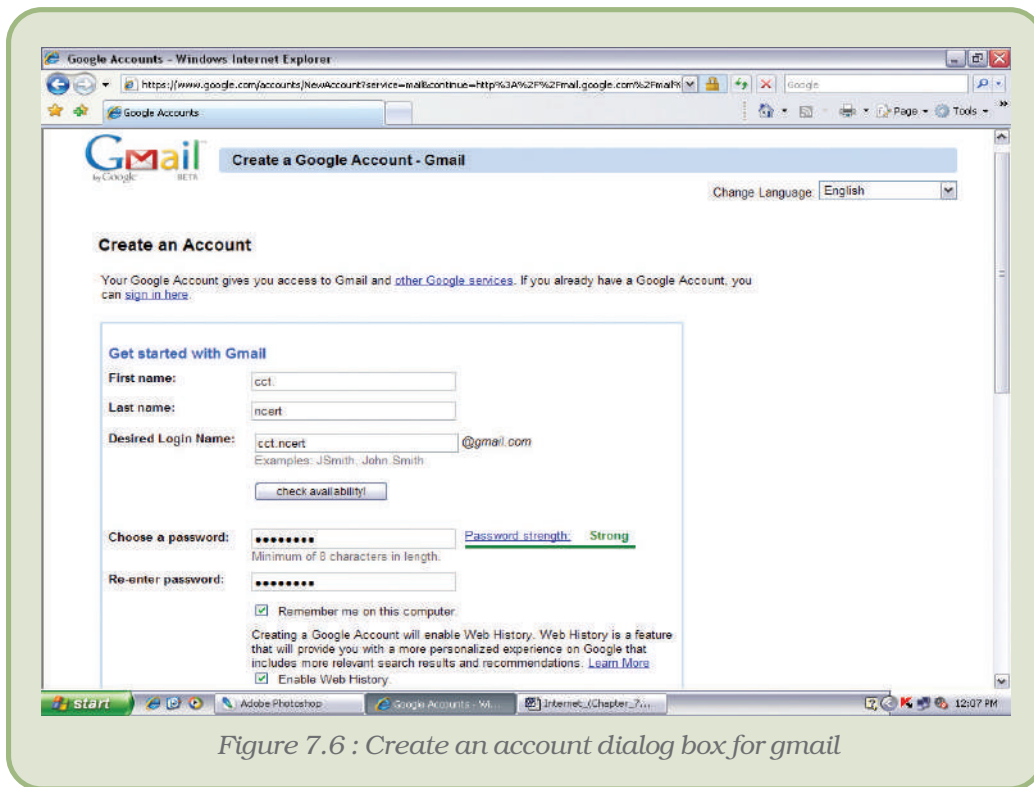 Google Accounts - Windows Internet Explorer
https://www.google.com/accounts/NewAccount?service=mail&continue=http%3A%2F%2Fmail.google.com%2Fmail%
Google
Google Accounts
Page
Tools
Gmail
by Google
BETA
Create a Google Account - Gmail
Change Language: English
Create an Account
Your Google Account gives you access to Gmail and other Google services. If you already have a Google Account, you
can sign in here.
Get started with Gmail
First name: cct.
Last name: ncert
Desired Login Name: cct.ncert @gmail.com
Examples: JSmith, John.Smith
check availability!
Choose a password: Password strength: Strong
Minimum of 8 characters in length.
Re-enter password:
Remember me on this computer.
Creating a Google Account will enable Web History. Web History is a feature
that will provide you with a more personalized experience on Google that
includes more relevant search results and recommendations. Learn More
Enable Web History.
start Adobe Photoshop Google Accounts - Wi... Internet_(Chapter_7... 12:07 PM
Figure 7.6 : Create an account dialog box for gmail